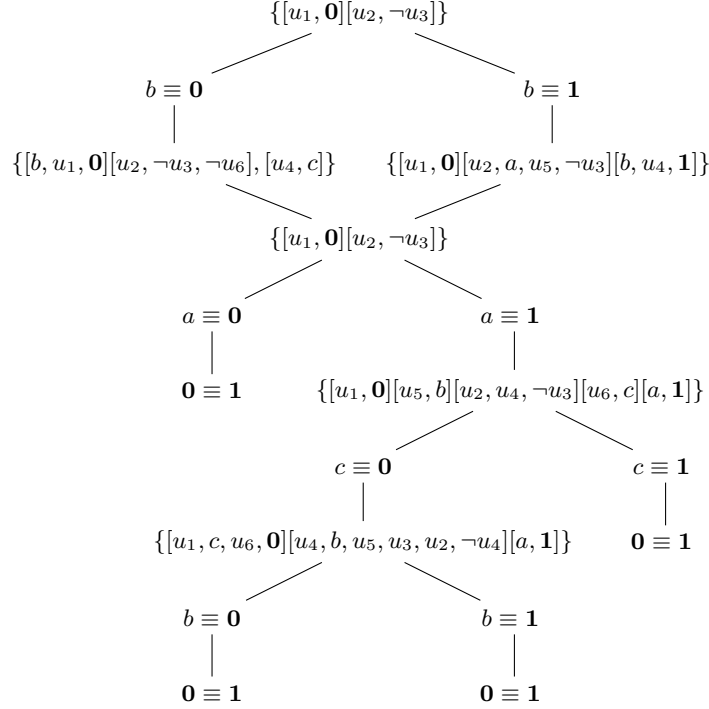 {[u₁, 𝟎][u₂, ¬u₃]}
b ≡ 𝟎
b ≡ 𝟏
{[b, u₁, 𝟎][u₂, ¬u₃, ¬u₆], [u₄, c]}
{[u₁, 𝟎][u₂, a, u₅, ¬u₃][b, u₄, 𝟏]}
{[u₁, 𝟎][u₂, ¬u₃]}
a ≡ 𝟎
a ≡ 𝟏
𝟎 ≡ 𝟏
{[u₁, 𝟎][u₅, b][u₂, u₄, ¬u₃][u₆, c][a, 𝟏]}
c ≡ 𝟎
c ≡ 𝟏
{[u₁, c, u₆, 𝟎][u₄, b, u₅, u₃, u₂, ¬u₄][a, 𝟏]}
𝟎 ≡ 𝟏
b ≡ 𝟎
b ≡ 𝟏
𝟎 ≡ 𝟏
𝟎 ≡ 𝟏